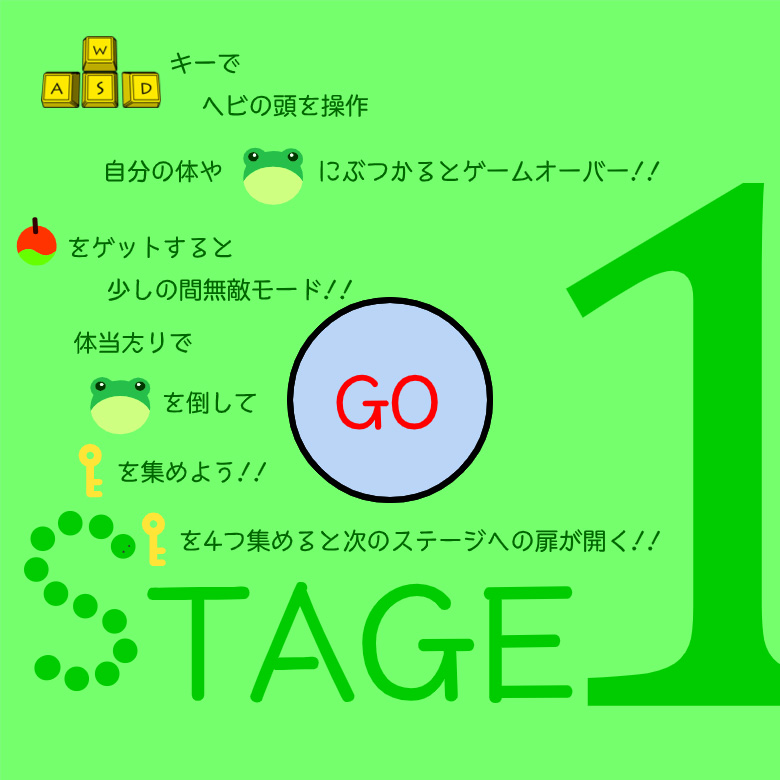 W
A S D
キーで
ヘビの頭を操作
自分の体や にぶつかるとゲームオーバー!!
をゲットすると
少しの間無敵モード!!
体当たりで
を倒して
GO
を集めよう!!
を4つ集めると次のステージへの扉が開く!!
STAGE 1